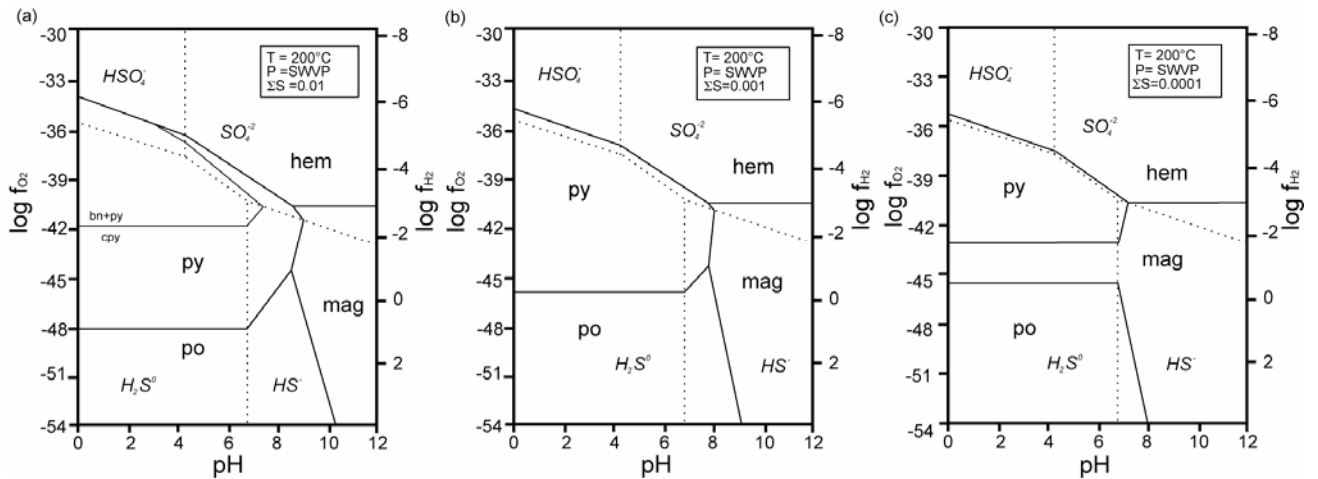 (a)
-30
-33
-36
-39
-42
-45
-48
-51
-54
log fO2
0 2 4 6 8 10 12
pH
-8
-6
-4
-2
0
2
log fH2
T= 200°C
P =SWVP
ΣS =0.01
HSO4-
SO4-2
hem
bn+py
cpy
py
mag
po
H2S0
HS-
(b)
-30
-33
-36
-39
-42
-45
-48
-51
-54
log fO2
0 2 4 6 8 10 12
pH
-8
-6
-4
-2
0
2
log fH2
T= 200°C
P= SWVP
ΣS=0.001
HSO4-
SO4-2
hem
py
mag
po
H2S0
HS-
(c)
-30
-33
-36
-39
-42
-45
-48
-51
-54
log fO2
0 2 4 6 8 10 12
pH
-8
-6
-4
-2
0
2
log fH2
T= 200°C
P= SWVP
ΣS=0.0001
HSO4-
SO4-2
hem
py
mag
po
H2S0
HS-